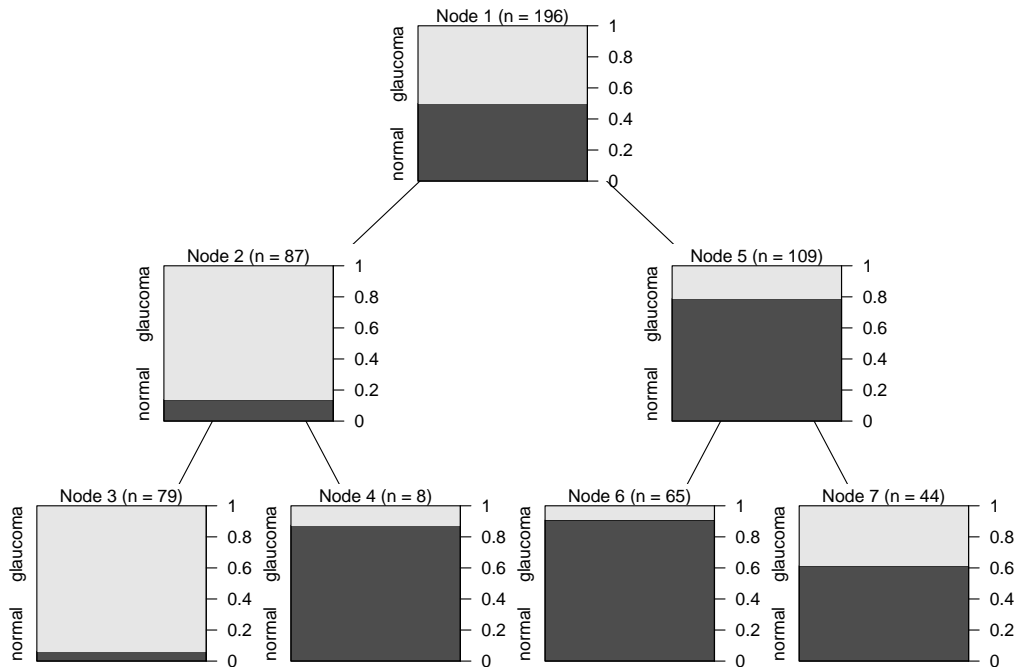 Node 1 (n = 196)
glaucoma
normal
1
0.8
0.6
0.4
0.2
0
Node 2 (n = 87)
glaucoma
normal
1
0.8
0.6
0.4
0.2
0
Node 5 (n = 109)
glaucoma
normal
1
0.8
0.6
0.4
0.2
0
Node 3 (n = 79)
glaucoma
normal
1
0.8
0.6
0.4
0.2
0
Node 4 (n = 8)
glaucoma
normal
1
0.8
0.6
0.4
0.2
0
Node 6 (n = 65)
glaucoma
normal
1
0.8
0.6
0.4
0.2
0
Node 7 (n = 44)
glaucoma
normal
1
0.8
0.6
0.4
0.2
0